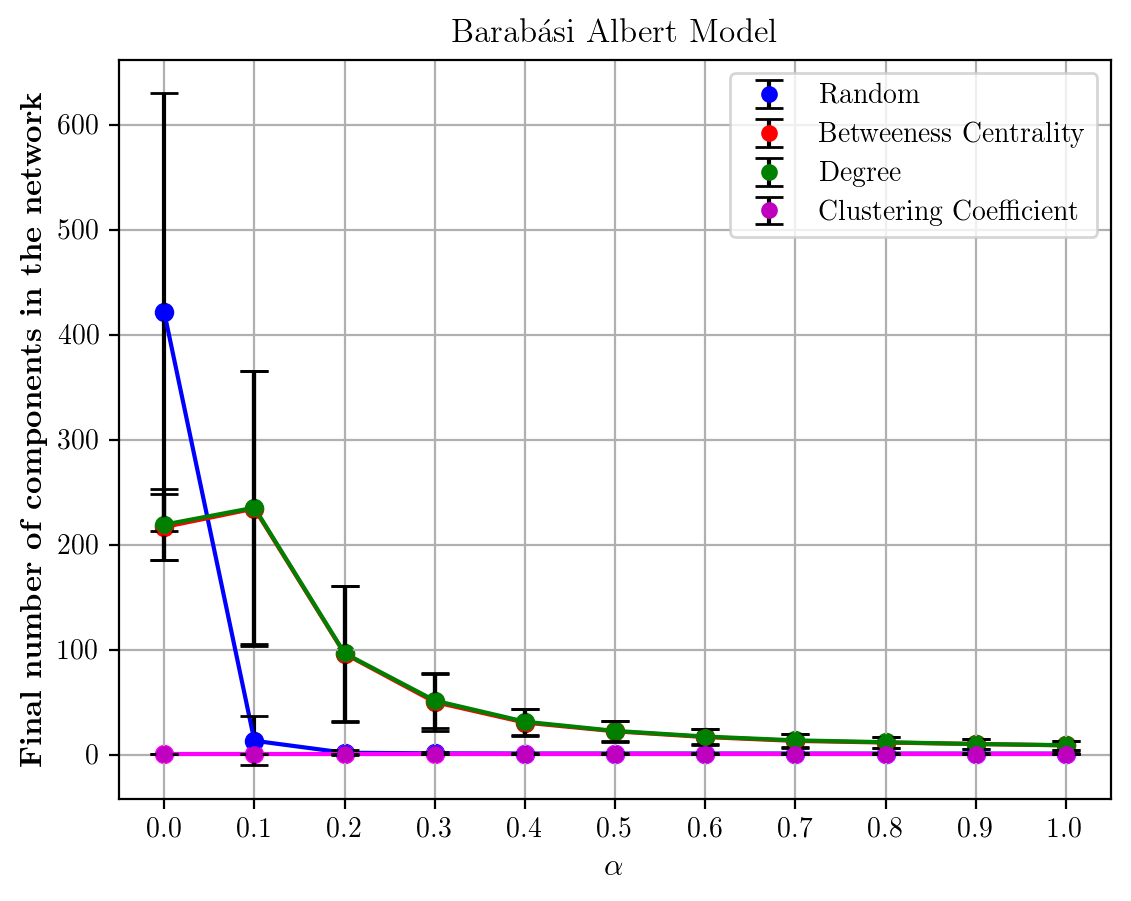 Barabási Albert Model
Final number of components in the network
600
500
400
300
200
100
0
Random
Betweeness Centrality
Degree
Clustering Coefficient
0.0 0.1 0.2 0.3 0.4 0.5 0.6 0.7 0.8 0.9 1.0
α